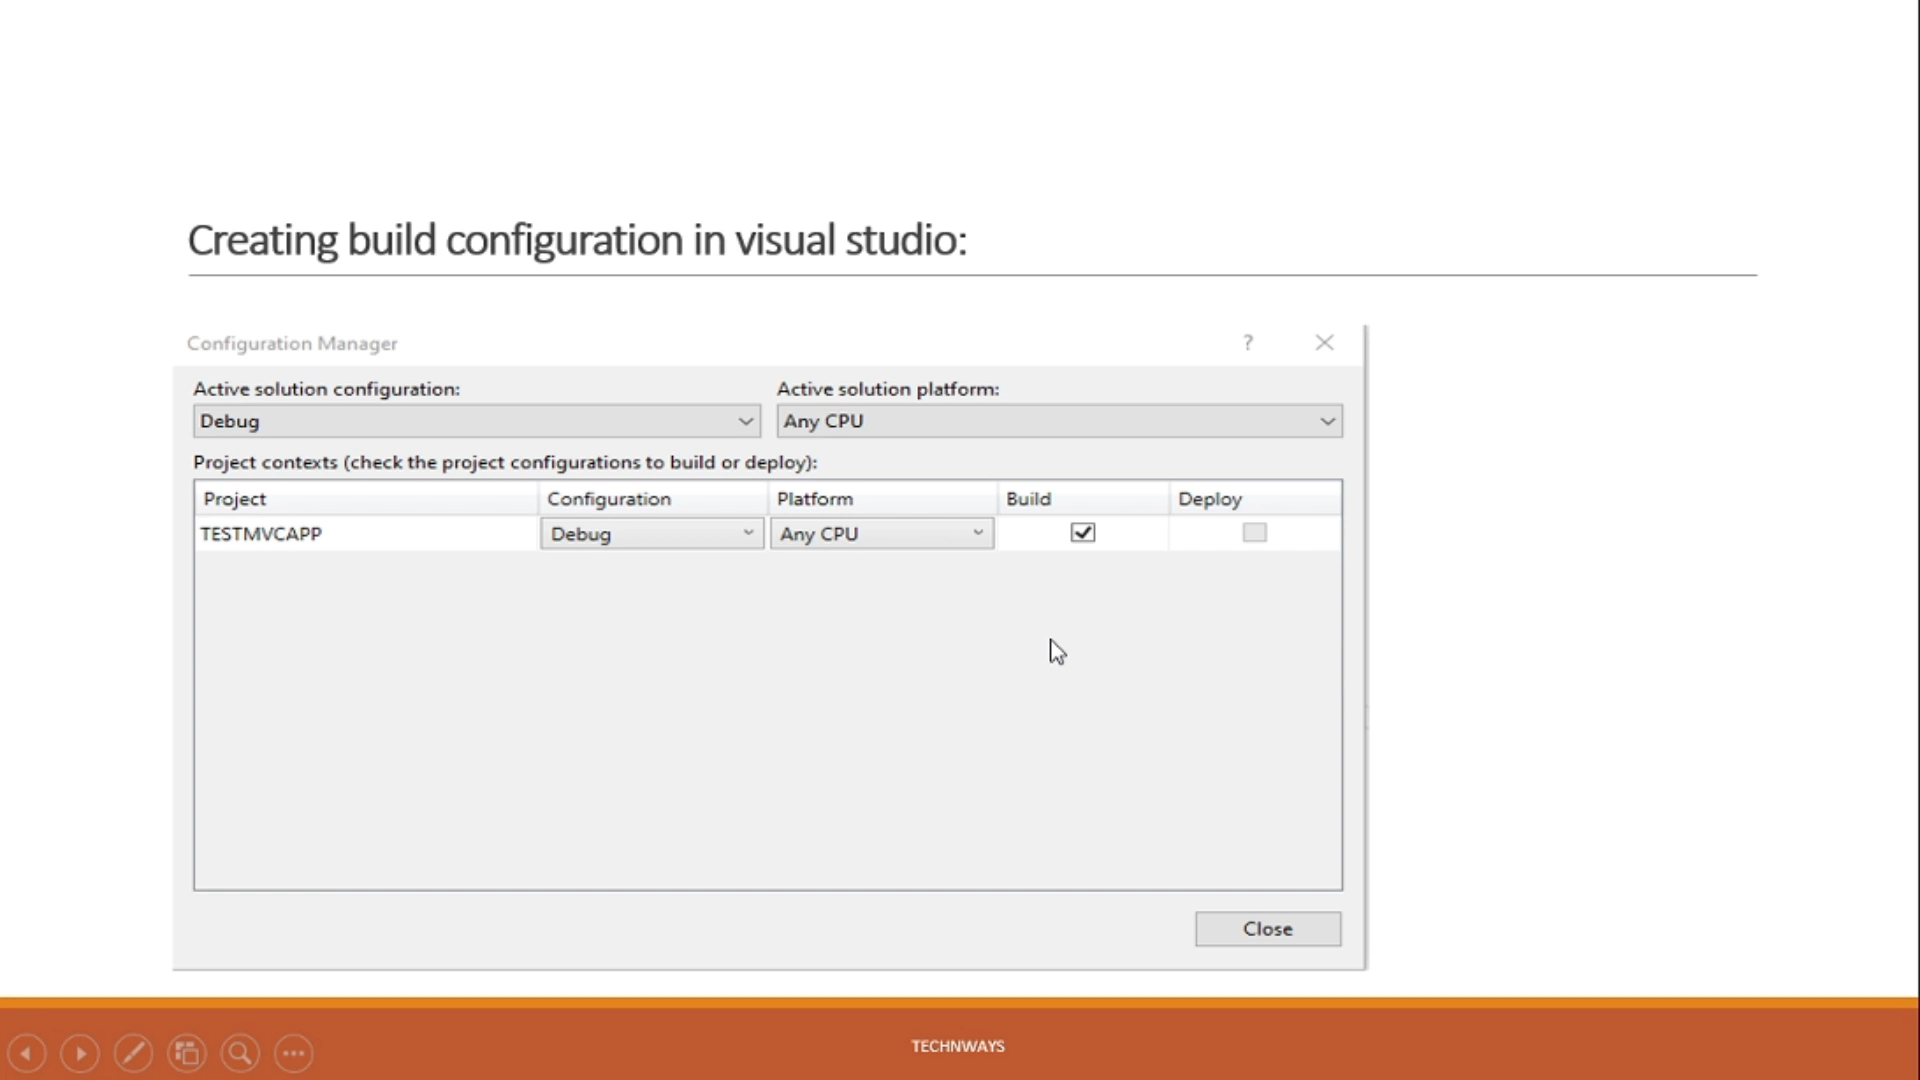 Creating build configuration in visual studio:
Configuration Manager ?
Active solution configuration: Active solution platform:
Debug Any CPU
Project contexts (check the project configurations to build or deploy):
Project Configuration Platform Build Deploy
TESTMVCAPP Debug Any CPU
Close
TECHNWAYS